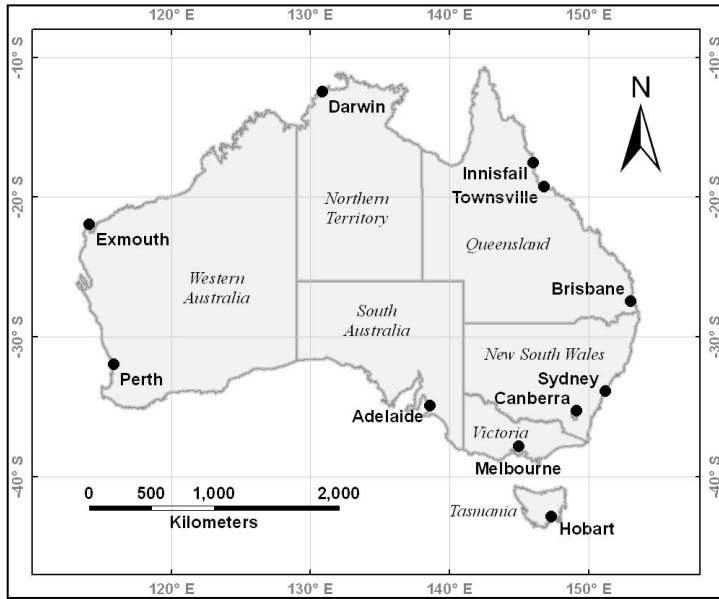 120° E 130° E 140° E 150° E
-10° S
-10° S
N
Darwin
Innisfail
Townsville
Northern
Territory
-20° S
-20° S
Exmouth
Queensland
Western
Australia
Brisbane
South
Australia
-30° S
-30° S
New South Wales
Perth
Sydney
Canberra
Adelaide
Victoria
Melbourne
-40° S
-40° S
0 500 1,000 2,000
Kilometers
Tasmania
Hobart
120° E 130° E 140° E 150° E